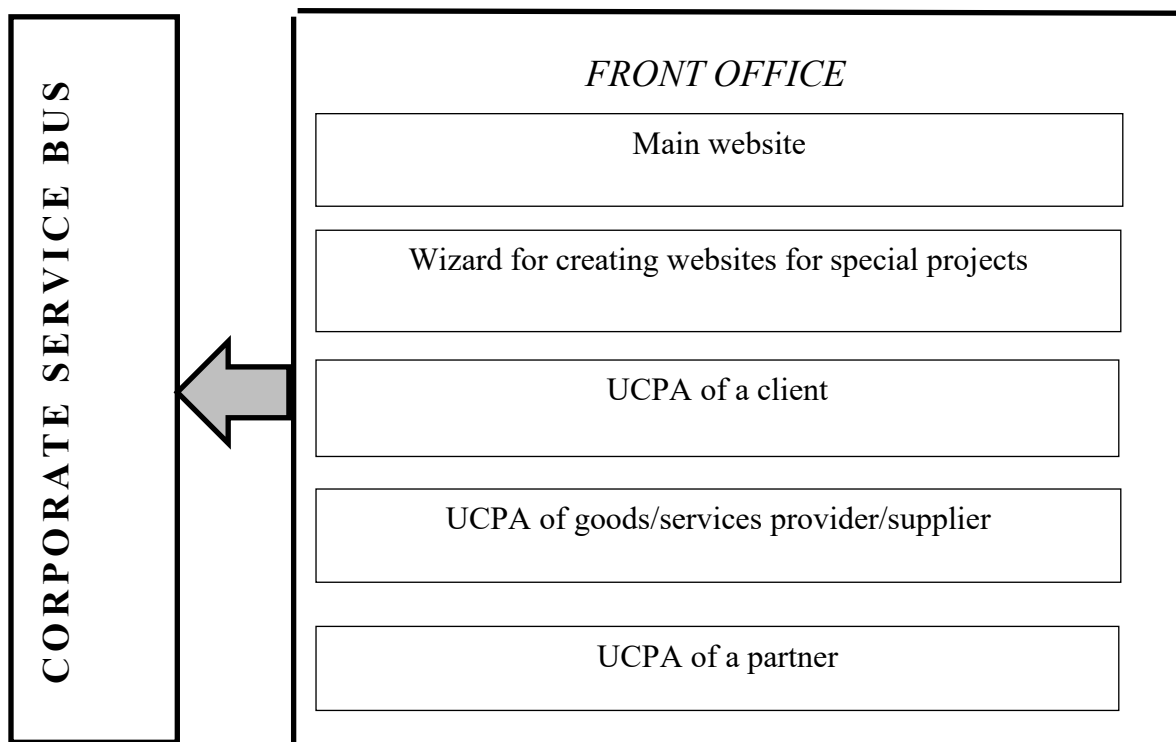 CORPORATE SERVICE BUS
FRONT OFFICE
Main website
Wizard for creating websites for special projects
UCPA of a client
UCPA of goods/services provider/supplier
UCPA of a partner